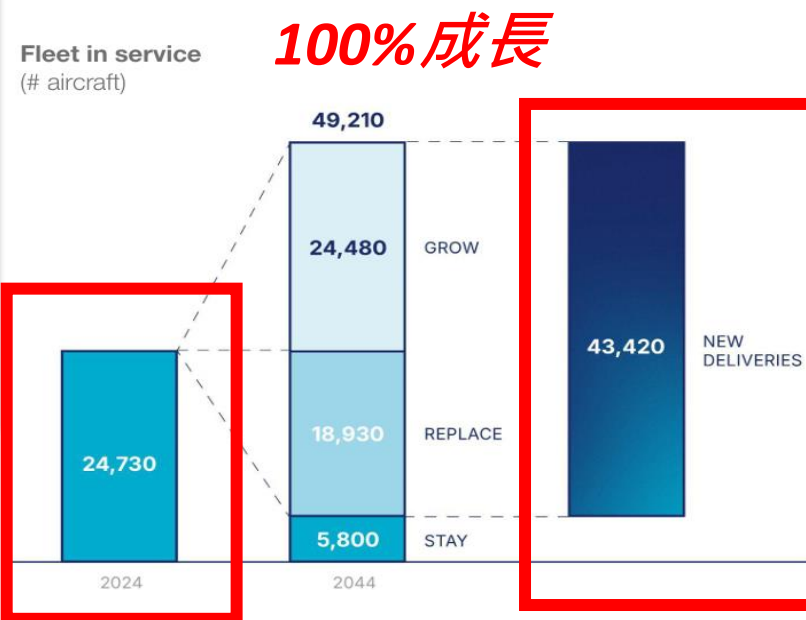 100%成長
Fleet in service
(# aircraft)
49,210
24,480 GROW
43,420 NEW
DELIVERIES
18,930 REPLACE
24,730
5,800 STAY
2024 2044